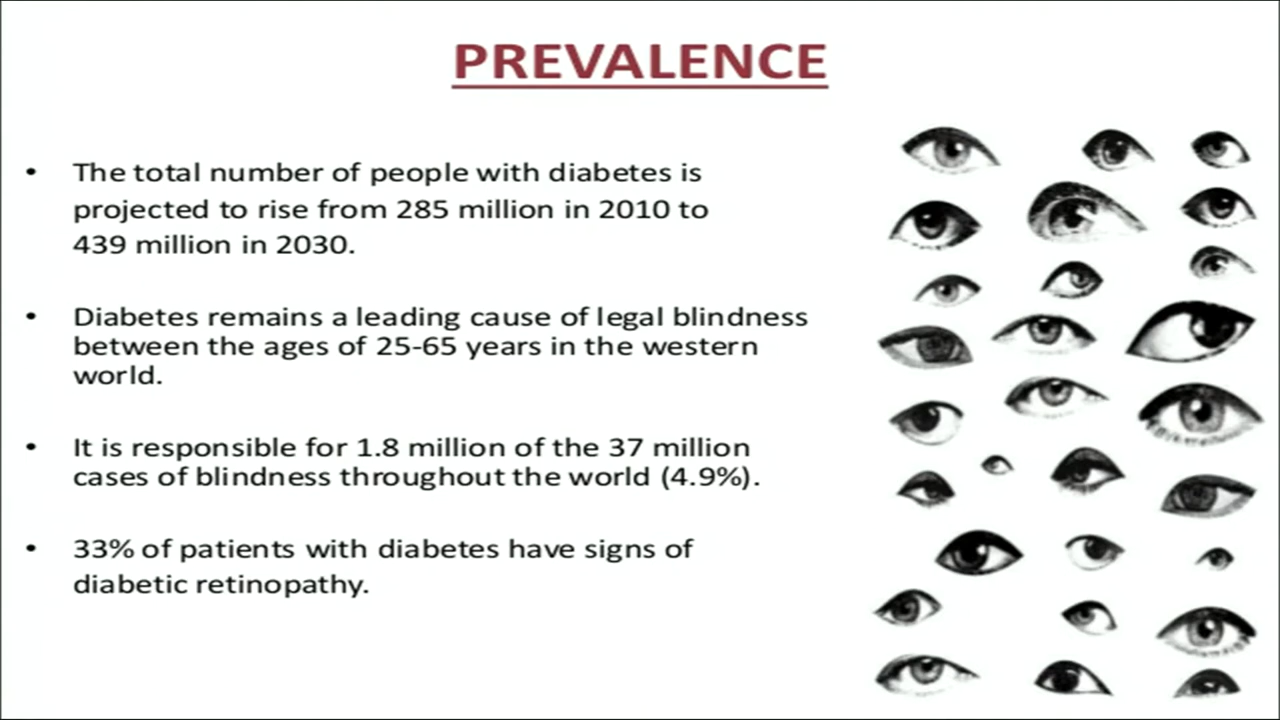 PREVALENCE
• The total number of people with diabetes is
projected to rise from 285 million in 2010 to
439 million in 2030.
• Diabetes remains a leading cause of legal blindness
between the ages of 25-65 years in the western
world.
• It is responsible for 1.8 million of the 37 million
cases of blindness throughout the world (4.9%).
• 33% of patients with diabetes have signs of
diabetic retinopathy.